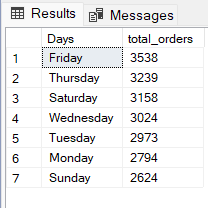 Results Messages
Days total_orders
1 Friday 3538
2 Thursday 3239
3 Saturday 3158
4 Wednesday 3024
5 Tuesday 2973
6 Monday 2794
7 Sunday 2624